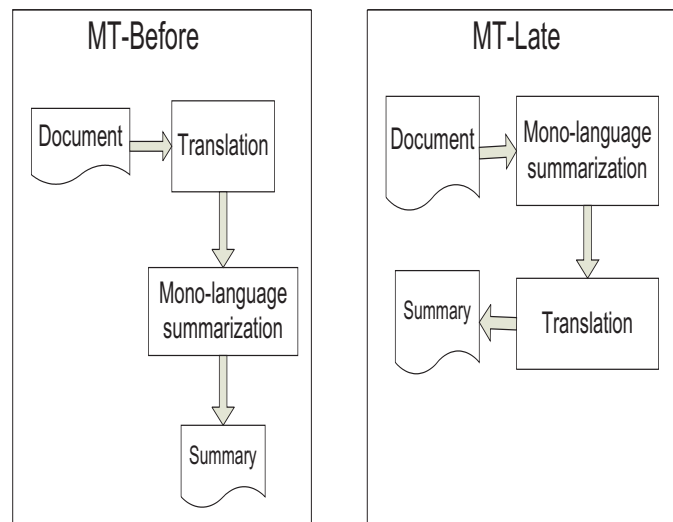 MT-Before
Document
Translation
Mono-language
summarization
Summary
MT-Late
Document
Mono-language
summarization
Translation
Summary